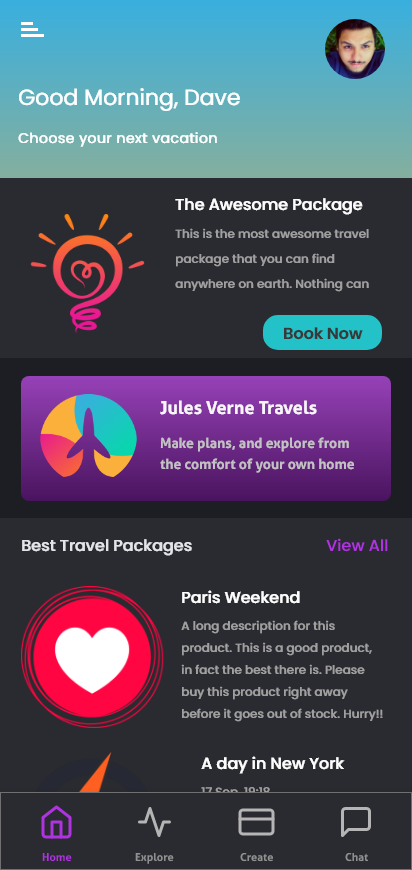 Good Morning, Dave
Choose your next vacation
The Awesome Package
This is the most awesome travel
package that you can find
anywhere on earth. Nothing can
Book Now
Jules Verne Travels
Make plans, and explore from
the comfort of your own home
Best Travel Packages
View All
Paris Weekend
A long description for this
product. This is a good product,
in fact the best there is. Please
buy this product right away
before it goes out of stock. Hurry!!
A day in New York
17 Sep, 19:18
Home
Explore
Create
Chat